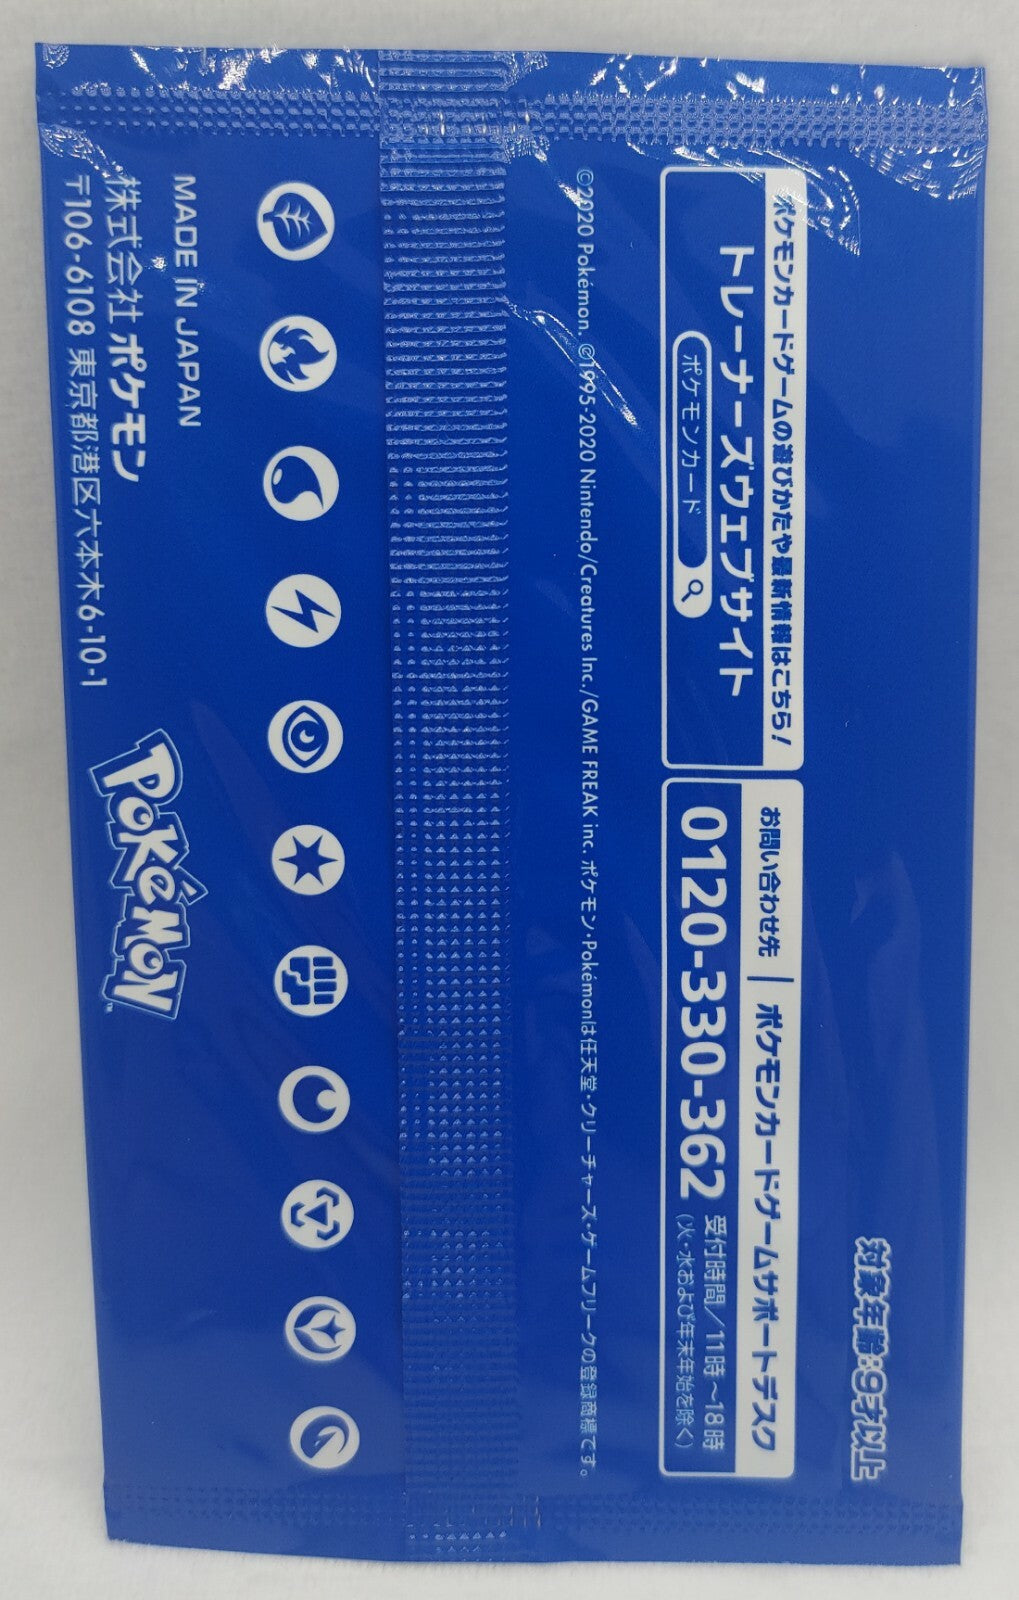 対象年齢:9才以上
ポケモンカードゲームの遊びかたや最新情報はこちら!
トレーナーズウェブサイト
ポケモンカード
お問い合わせ先 | ポケモンカードゲームサポートデスク
0120-330-362 受付時間/11時〜18時
(火・水および年末年始を除く)
©2020 Pokémon. ©1995-2020 Nintendo/Creatures Inc./GAME FREAK inc. ポケモン・Pokémonは任天堂・クリーチャーズ・ゲームフリークの登録商標です。
MADE IN JAPAN
株式会社ポケモン
〒106-6108 東京都港区六本木6-10-1
POKéMON
TM